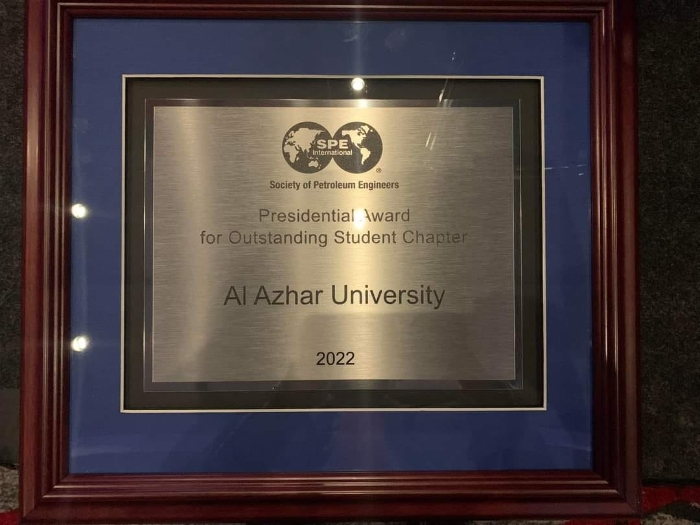 SPE
International
®
Society of Petroleum Engineers
Presidential Award
for Outstanding Student Chapter
Al Azhar University
2022